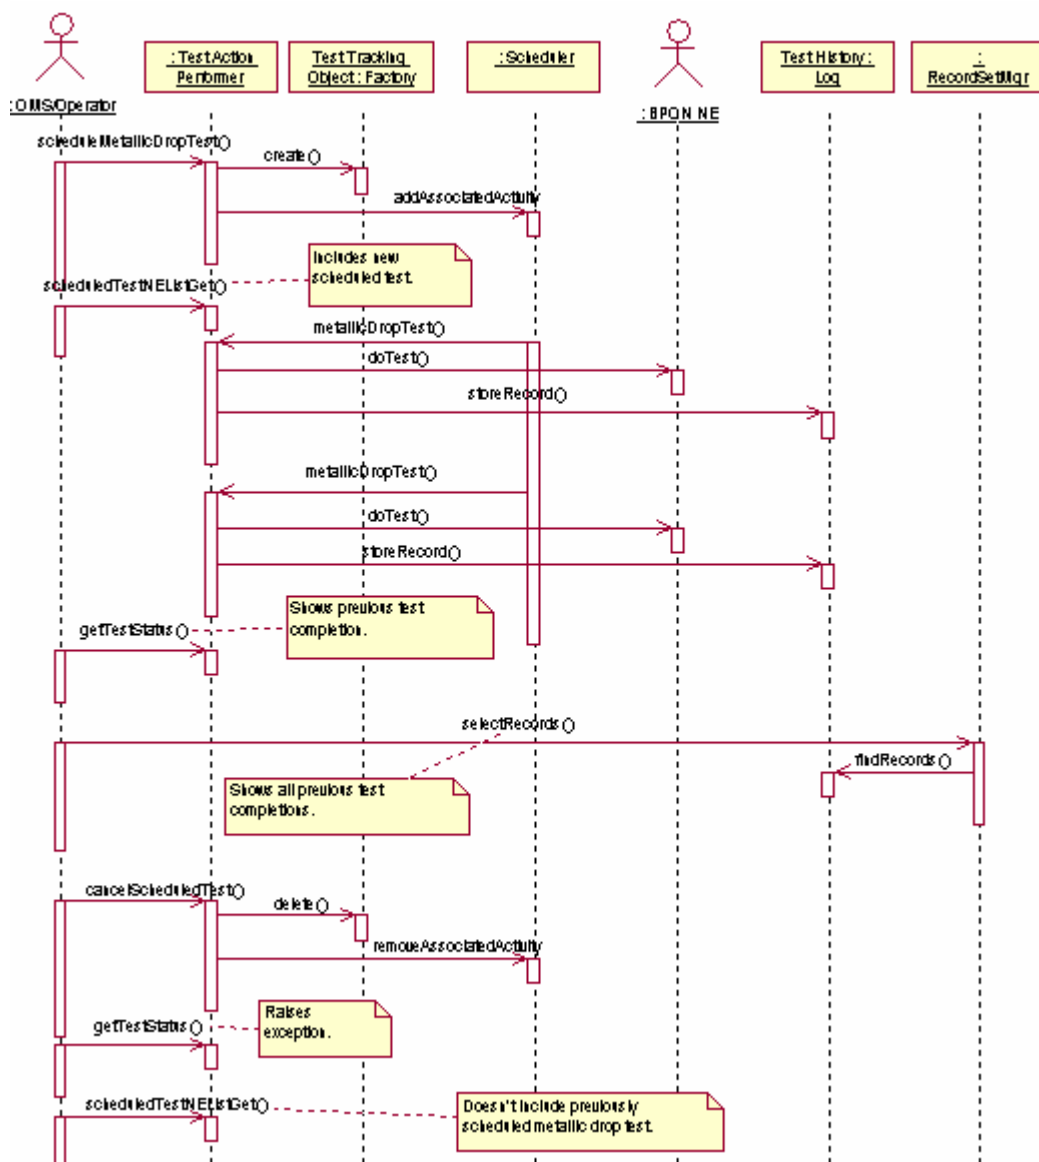 : TestAction
Performer
Test Tracking
Object : Factory
: Scheduler
Test History :
Log
:
RecordSetMgr
: OMS/Operator
: BPON NE
scheduleMetallicDropTest()
create()
addAssociatedActivity
Includes new
scheduled test.
scheduledTestNEListGet()
metallicDropTest()
doTest()
storeRecord()
metallicDropTest()
doTest()
storeRecord()
Shows previous test
completion.
getTestStatus()
selectRecords()
findRecords()
Shows all previous test
completions.
cancelScheduledTest()
delete()
removeAssociatedActivity
Raises
exception.
getTestStatus()
scheduledTestNEListGet()
Doesn't include previously
scheduled metallic drop test.